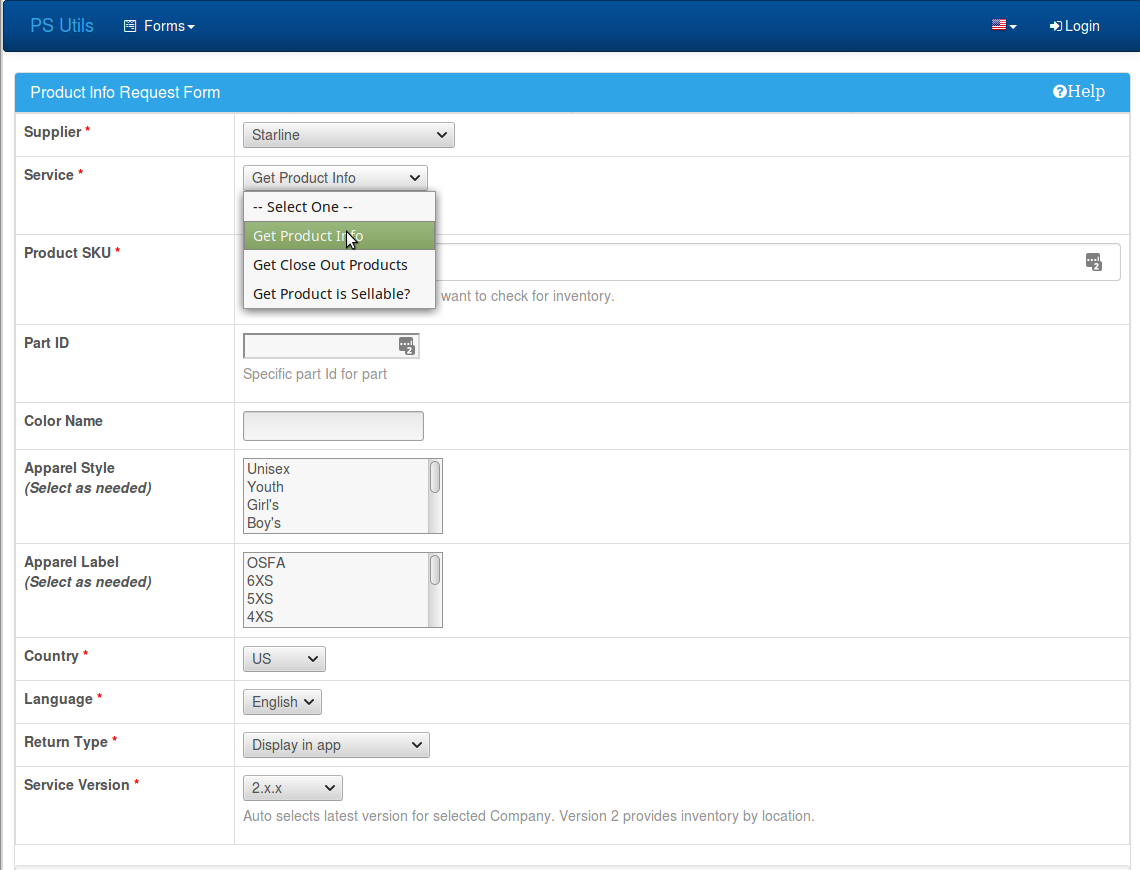 PS Utils Forms Login
Product Info Request Form Help
Supplier * Starline
Service * Get Product Info
-- Select One --
Get Product Info
Get Close Out Products
Get Product is Sellable?
Product SKU *
want to check for inventory.
Part ID
Specific part Id for part
Color Name
Apparel Style
(Select as needed)
Unisex
Youth
Girl's
Boy's
Apparel Label
(Select as needed)
OSFA
6XS
5XS
4XS
Country * US
Language * English
Return Type * Display in app
Service Version * 2.x.x
Auto selects latest version for selected Company. Version 2 provides inventory by location.